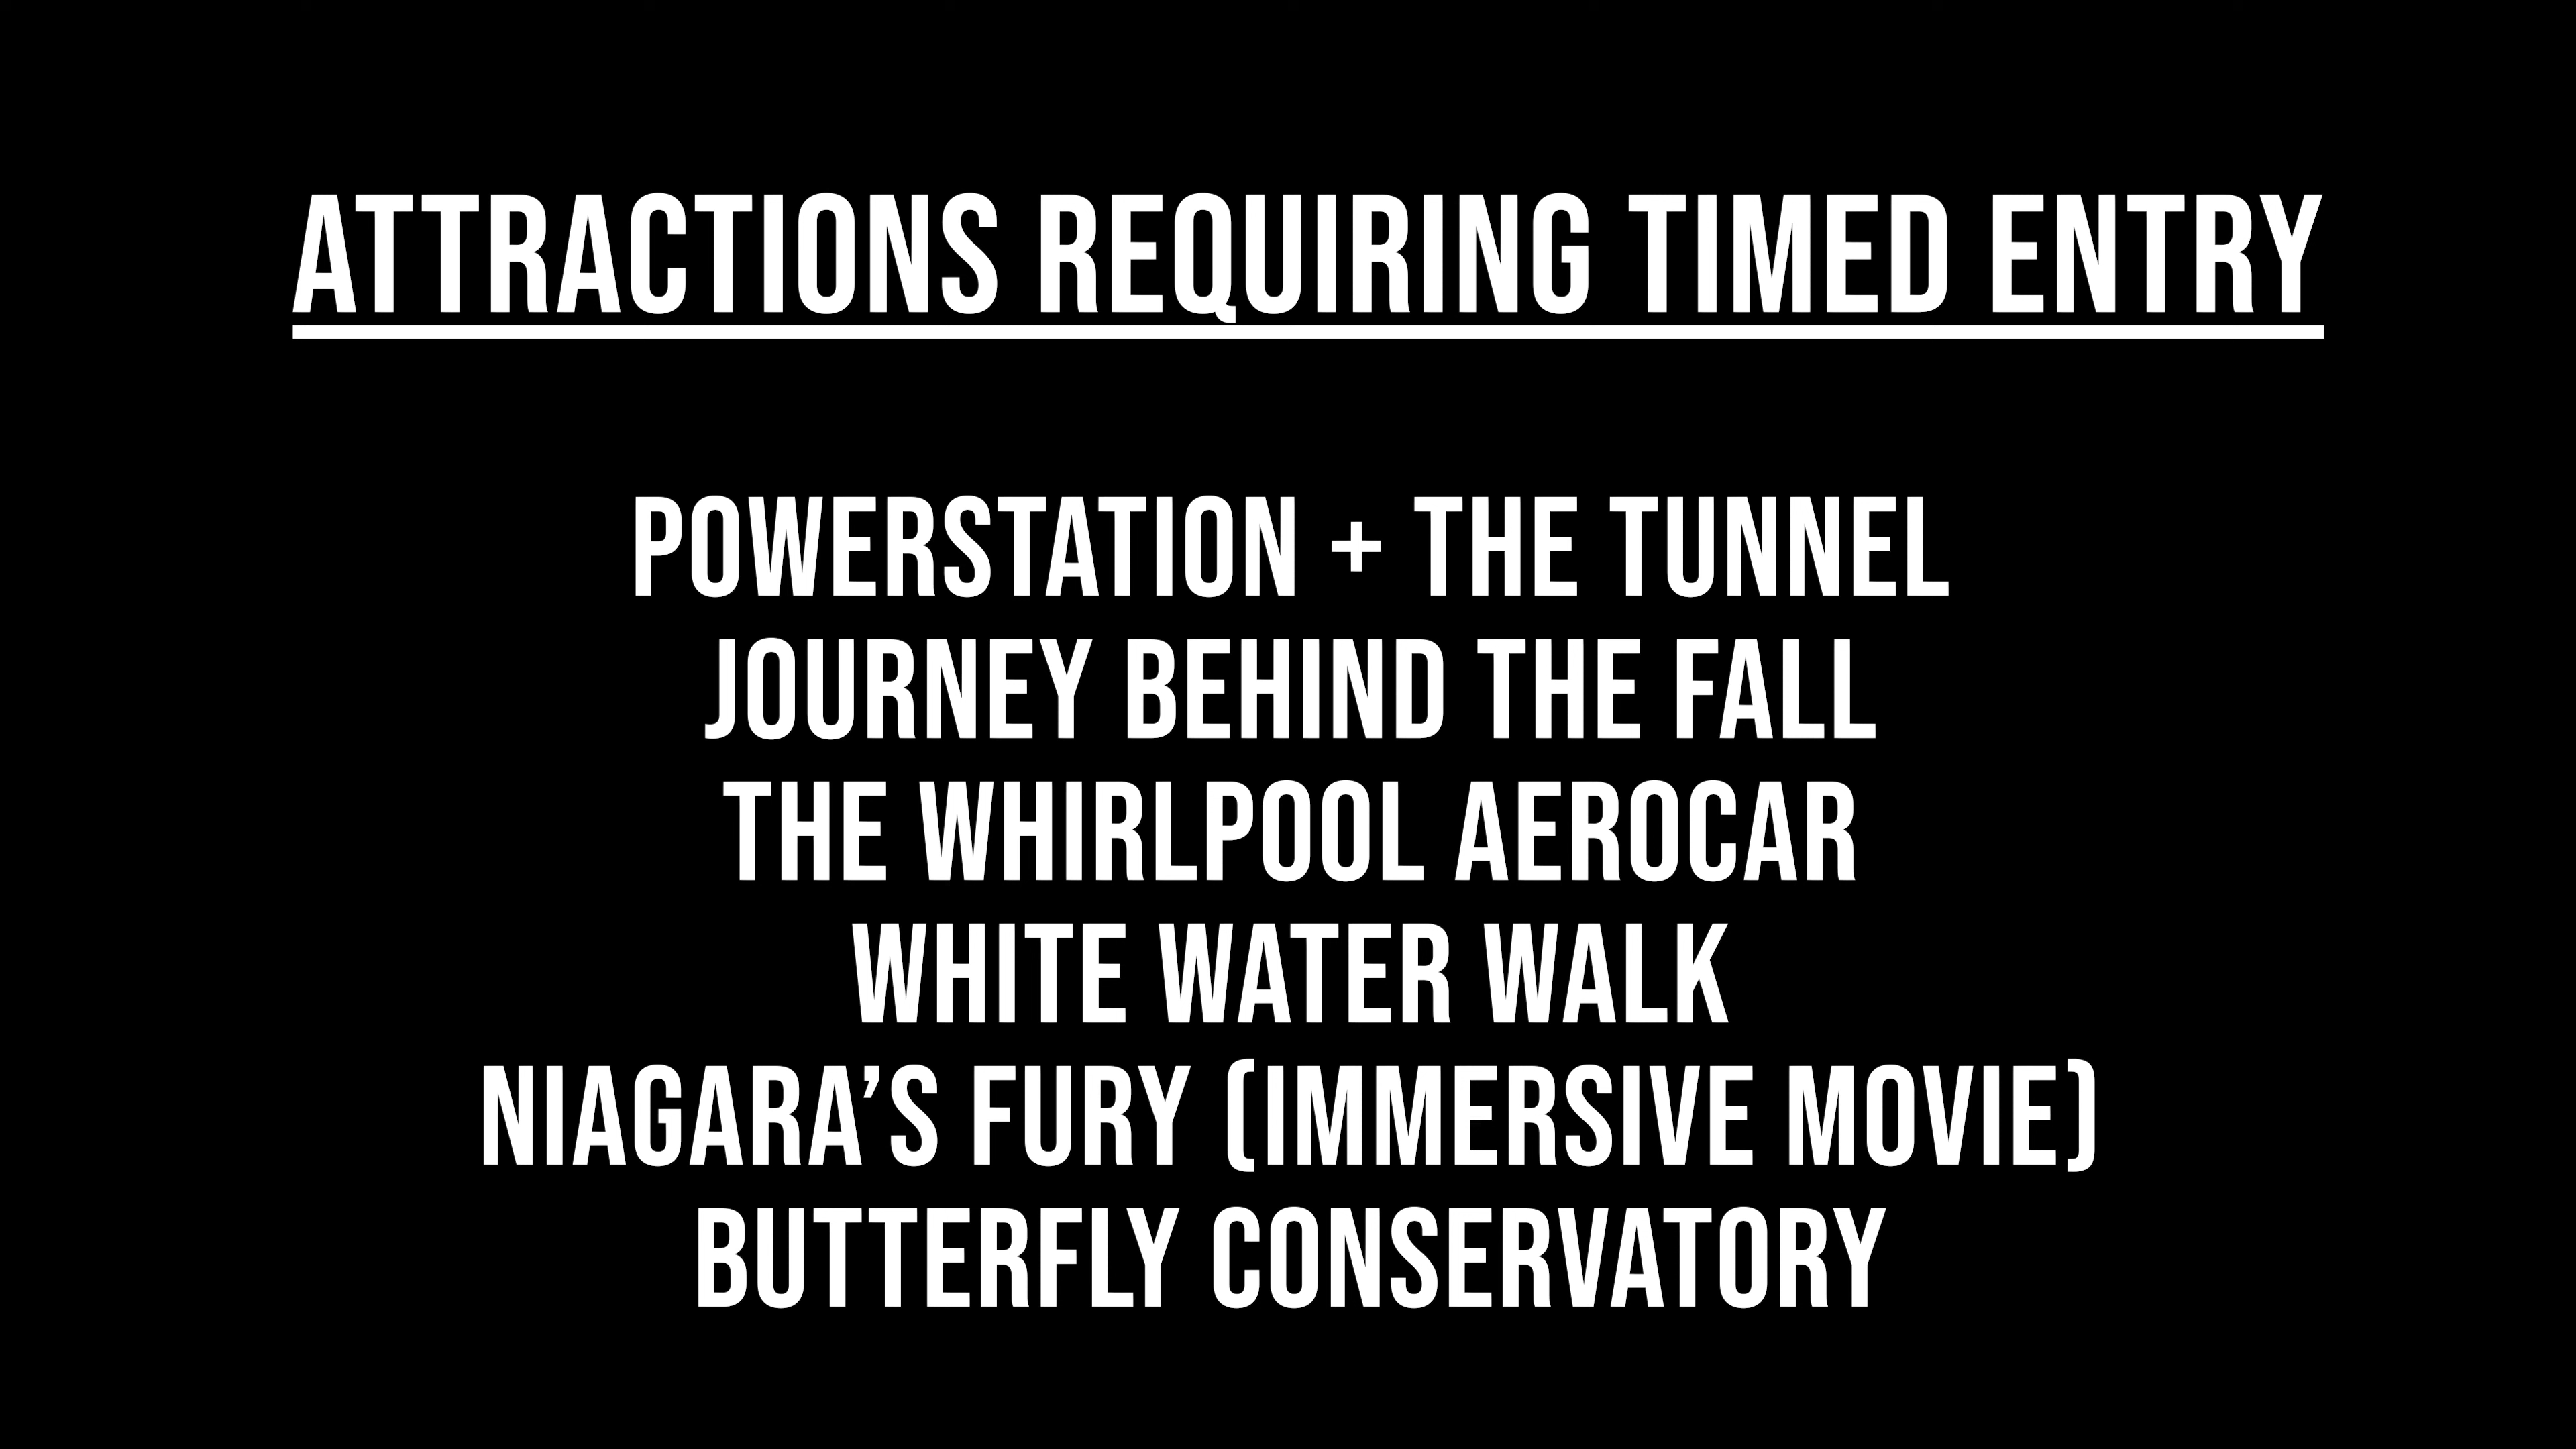 ATTRACTIONS REQUIRING TIMED ENTRY
POWERSTATION + THE TUNNEL
JOURNEY BEHIND THE FALL
THE WHIRLPOOL AEROCAR
WHITE WATER WALK
NIAGARA’S FURY (IMMERSIVE MOVIE)
BUTTERFLY CONSERVATORY